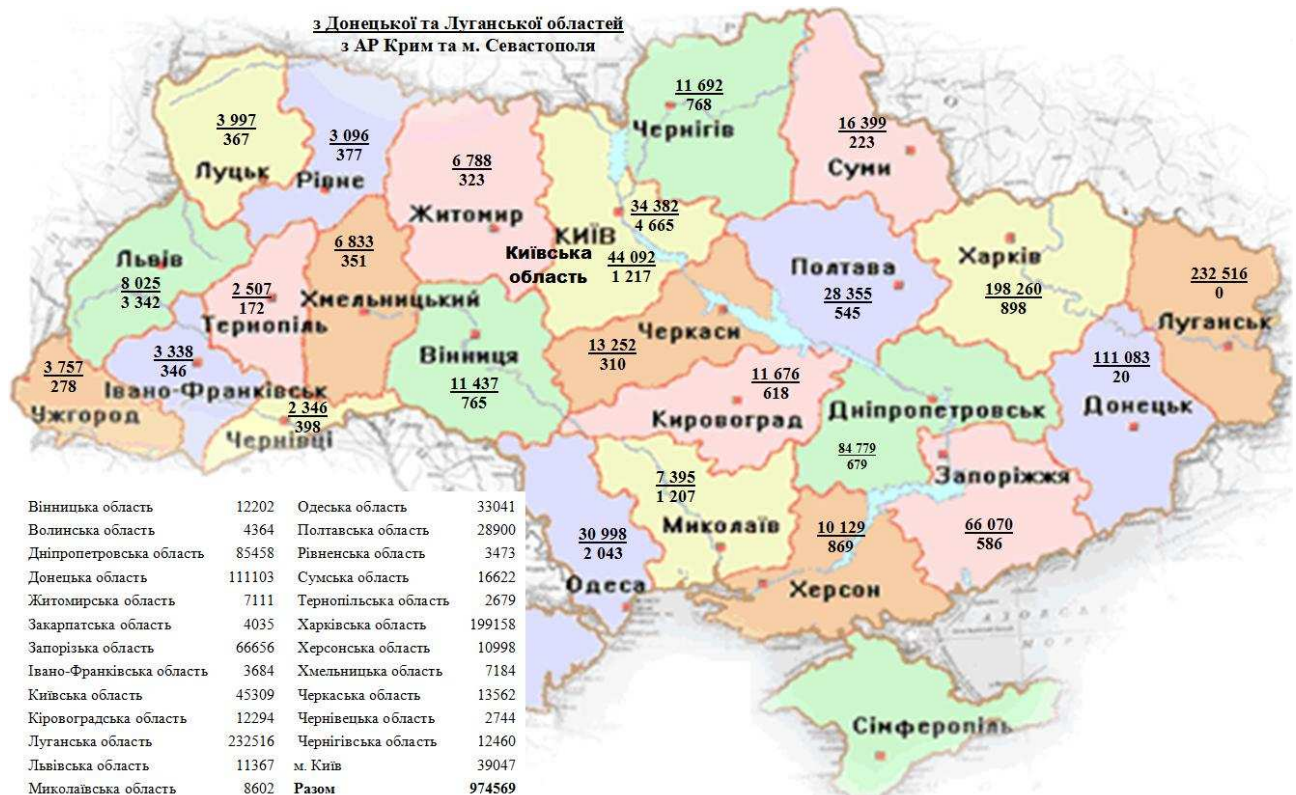 з Донецької та Луганської областей
з АР Крим та м. Севастополя
11 692
768
Чернігів
16 399
223
Суми
3 997
367
Луцьк
3 096
377
Рівне
6 788
323
Житомир
34 382
4 665
КИЇВ
Київська
область
44 092
1 217
Львів
8 025
3 342
6 833
351
Хмельницький
2 507
172
Тернопіль
Полтава
28 355
545
Харків
198 260
898
232 516
0
Луганськ
Черкаси
13 252
310
Вінниця
11 437
765
3 338
346
Івано-Франківськ
3 757
278
Ужгород
2 346
398
Чернівці
11 676
618
Кировоград
Дніпропетровськ
84 779
679
111 083
20
Донецьк
Запоріжжя
66 070
586
7 395
1 207
Миколаїв
10 129
869
Херсон
30 998
2 043
Одеса
Сімферопіль
Вінницька область 12202 Одеська область 33041
Волинська область 4364 Полтавська область 28900
Дніпропетровська область 85458 Рівненська область 3473
Донецька область 111103 Сумська область 16622
Житомирська область 7111 Тернопільська область 2679
Закарпатська область 4035 Харківська область 199158
Запорізька область 66656 Херсонська область 10998
Івано-Франківська область 3684 Хмельницька область 7184
Київська область 45309 Черкаська область 13562
Кіровоградська область 12294 Чернівецька область 2744
Луганська область 232516 Чернігівська область 12460
Львівська область 11367 м. Київ 39047
Миколаївська область 8602 Разом 974569